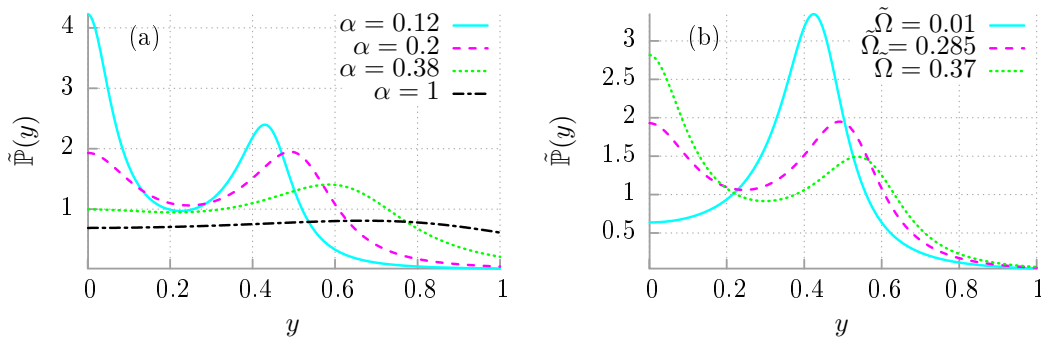 (a)
α = 0.12
α = 0.2
α = 0.38
α = 1
4
3
2
1
0 0.2 0.4 0.6 0.8 1
y
ℙ̃(y)
(b)
Ω̃ = 0.01
Ω̃ = 0.285
Ω̃ = 0.37
3
2.5
2
1.5
1
0.5
0 0.2 0.4 0.6 0.8 1
y
ℙ̃(y)